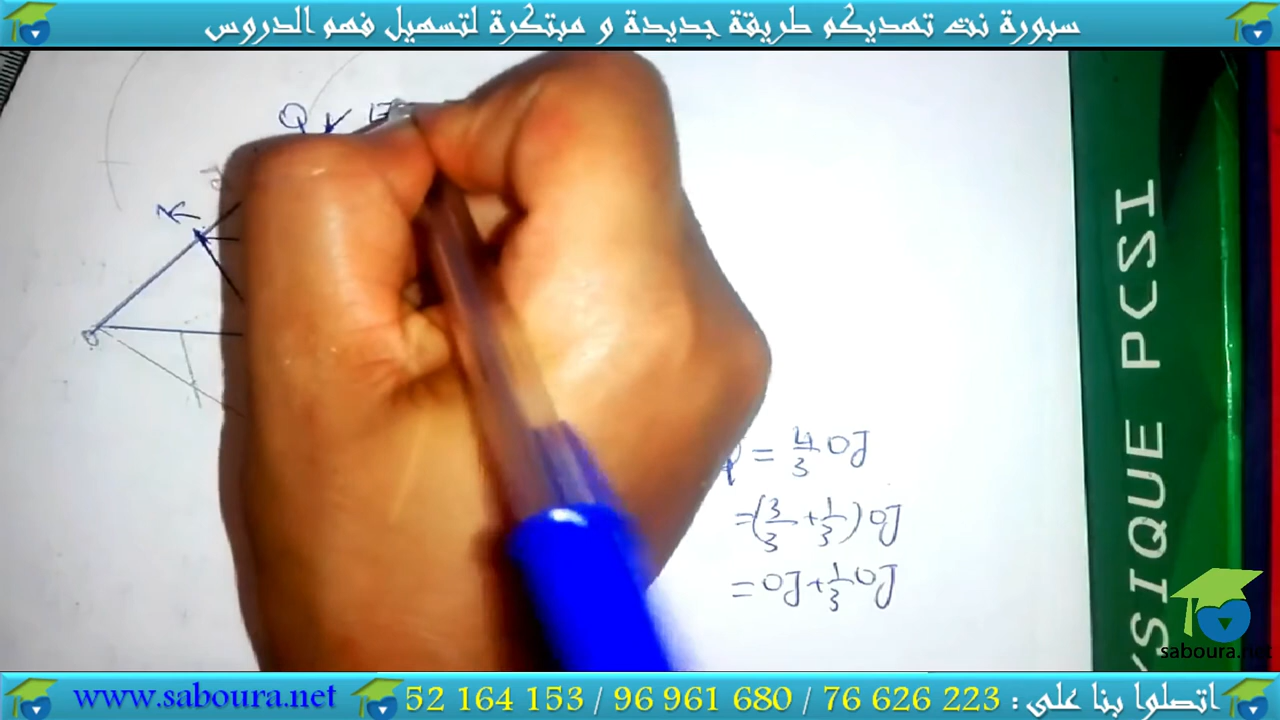 سبورة نت تهديكم طريقة جديدة و مبتكرة لتسهيل فهم الدروس
Q
K
O
= 4/3 OJ
=(3/3 + 1/3) OJ
= OJ + 1/3 OJ
SIQUE PCSI
saboura.net
www.saboura.net
اتصلوا بنا على : 52 164 153 / 96 961 680 / 76 626 223